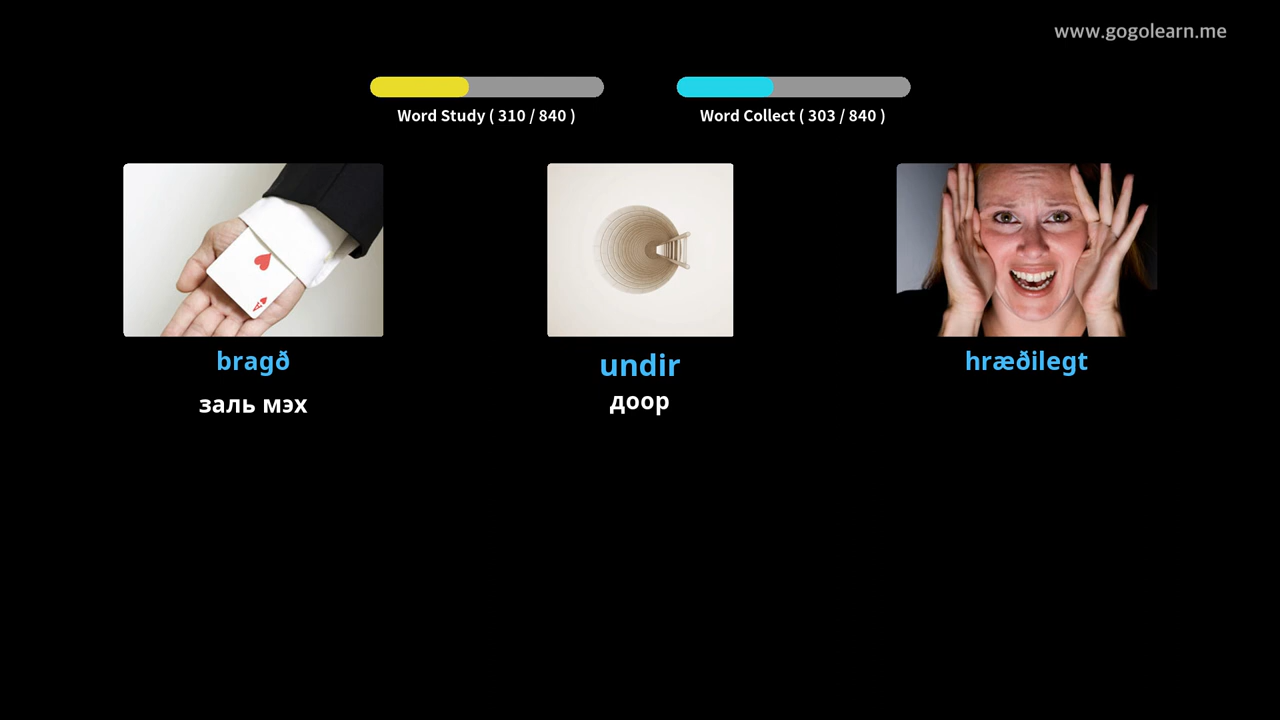 www.gogolearn.me
Word Study ( 310 / 840 )
Word Collect ( 303 / 840 )
bragð
undir
hræðilegt
заль мэх
доор